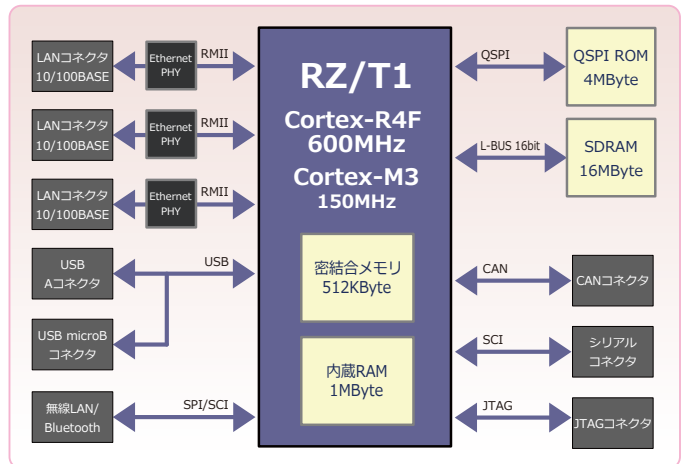 LANコネクタ
10/100BASE
Ethernet
PHY
RMII
LANコネクタ
10/100BASE
Ethernet
PHY
RMII
LANコネクタ
10/100BASE
Ethernet
PHY
RMII
USB
Aコネクタ
USB
USB microB
コネクタ
無線LAN/
Bluetooth
SPI/SCI
RZ/T1
Cortex-R4F
600MHz
Cortex-M3
150MHz
密結合メモリ
512KByte
内蔵RAM
1MByte
QSPI
QSPI ROM
4MByte
L-BUS 16bit
SDRAM
16MByte
CAN
CANコネクタ
SCI
シリアル
コネクタ
JTAG
JTAGコネクタ